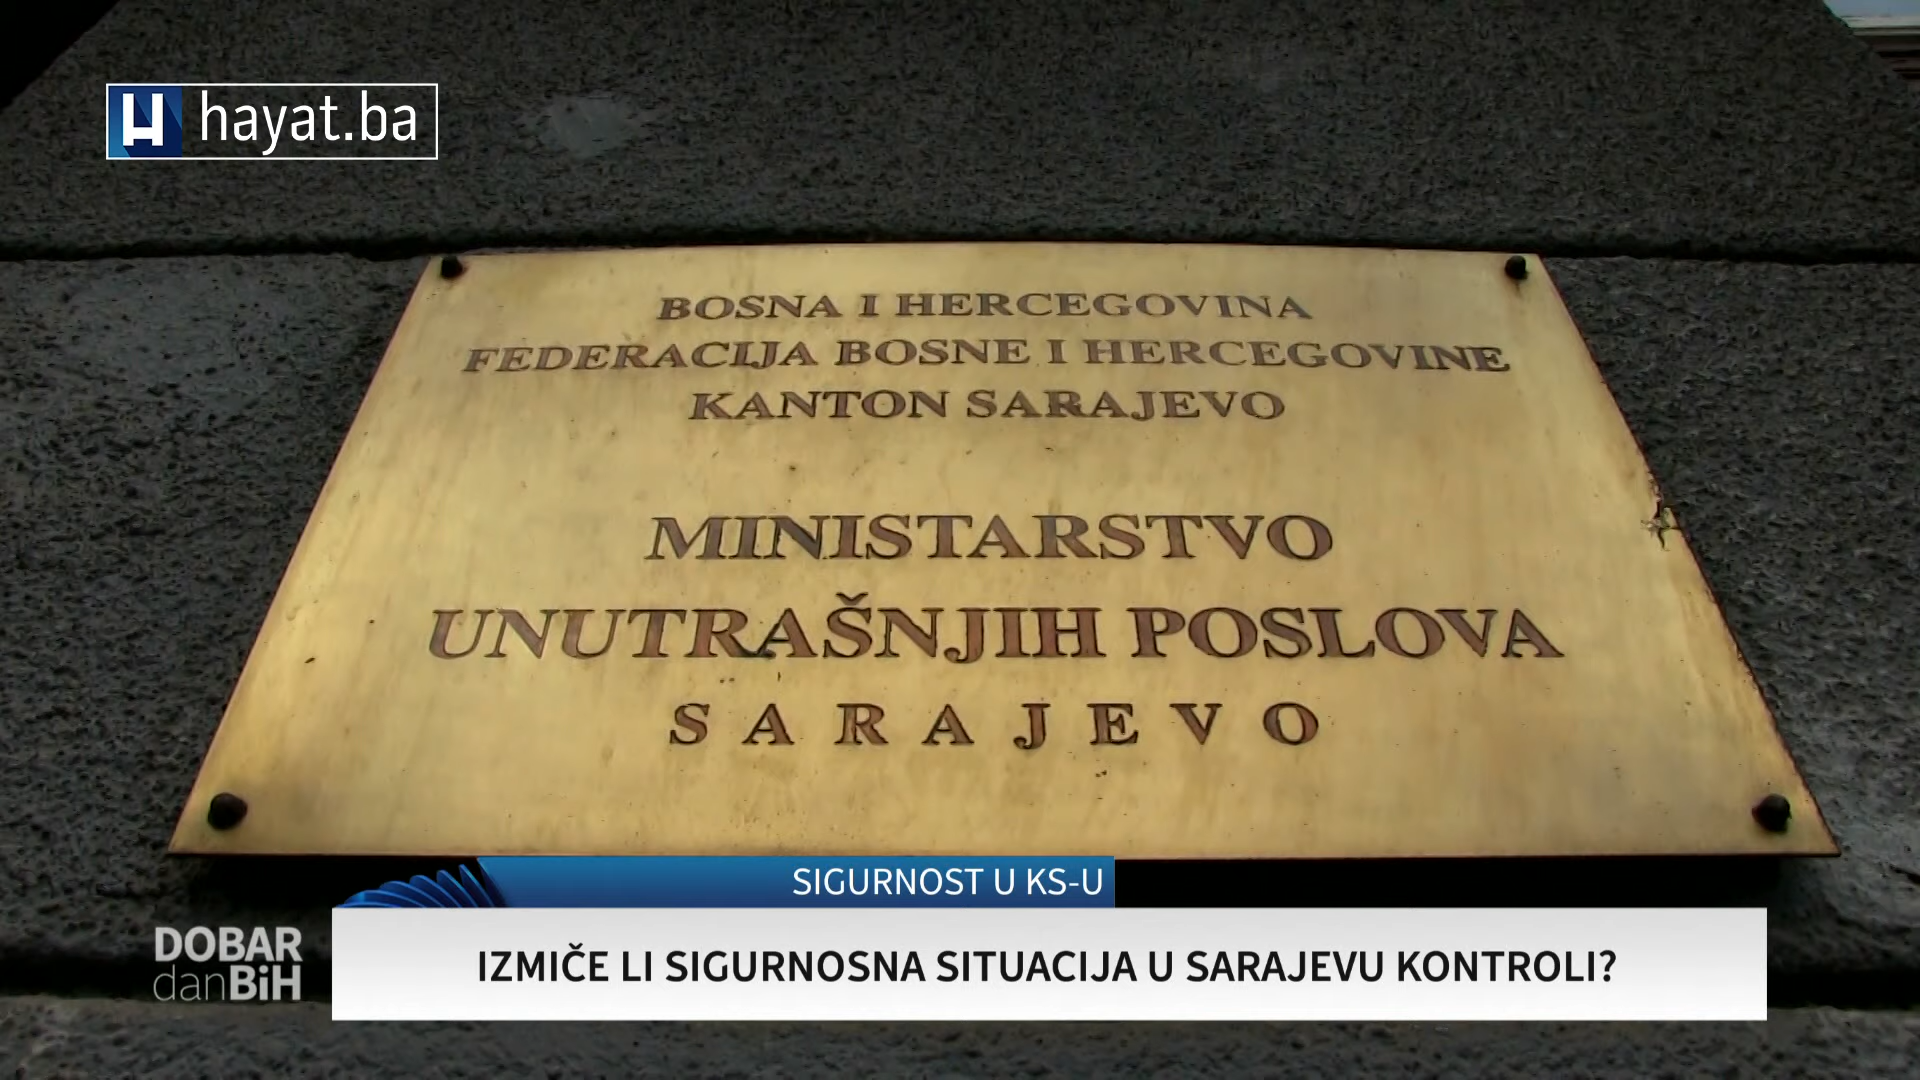 hayat.ba
BOSNA I HERCEGOVINA
FEDERACIJA BOSNE I HERCEGOVINE
KANTON SARAJEVO
MINISTARSTVO
UNUTRAŠNJIH POSLOVA
SARAJEVO
SIGURNOST U KS-U
DOBAR
danBiH
IZMIČE LI SIGURNOSNA SITUACIJA U SARAJEVU KONTROLI?